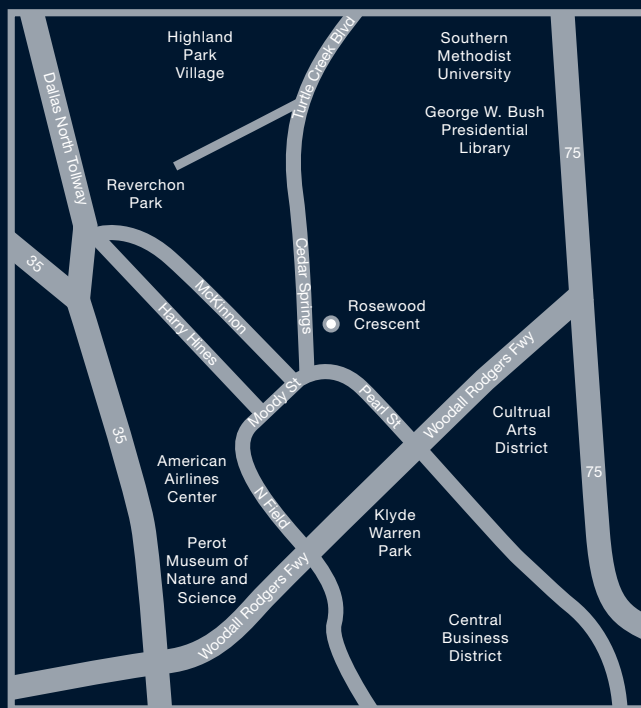 Highland
Park
Village
Turtle Creek Blvd
Southern
Methodist
University
George W. Bush
Presidential
Library
75
Dallas North Tollway
Reverchon
Park
35
McKinnon
Harry Hines
Cedar Springs
Rosewood
Crescent
Moody St
Pearl St
Woodall Rodgers Fwy
Cultrual
Arts
District
35
American
Airlines
Center
N Field
75
Klyde
Warren
Park
Perot
Museum of
Nature and
Science
Woodall Rodgers Fwy
Central
Business
District